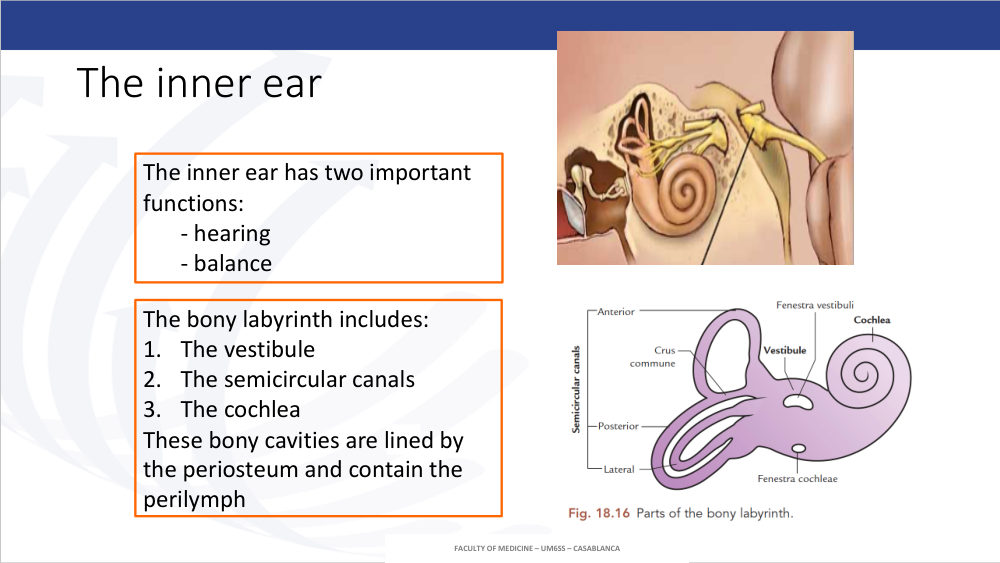 The inner ear
The inner ear has two important
functions:
- hearing
- balance
The bony labyrinth includes:
1. The vestibule
2. The semicircular canals
3. The cochlea
These bony cavities are lined by
the periosteum and contain the
perilymph
Anterior
Fenestra vestibuli
Cochlea
Crus
commune
Vestibule
Semicircular canals
Posterior
Lateral
Fenestra cochleae
Fig. 18.16 Parts of the bony labyrinth.
FACULTY OF MEDICINE – UM6SS – CASABLANCA